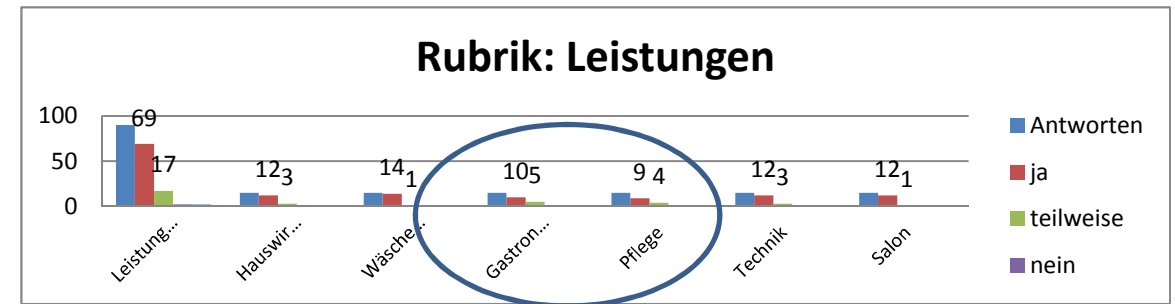 Rubrik: Leistungen
100
50
0
69
17
12 3
14 1
10 5
9 4
12 3
12 1
Leistung...
Hauswir...
Wäsche...
Gastron...
Pflege
Technik
Salon
Antworten
ja
teilweise
nein